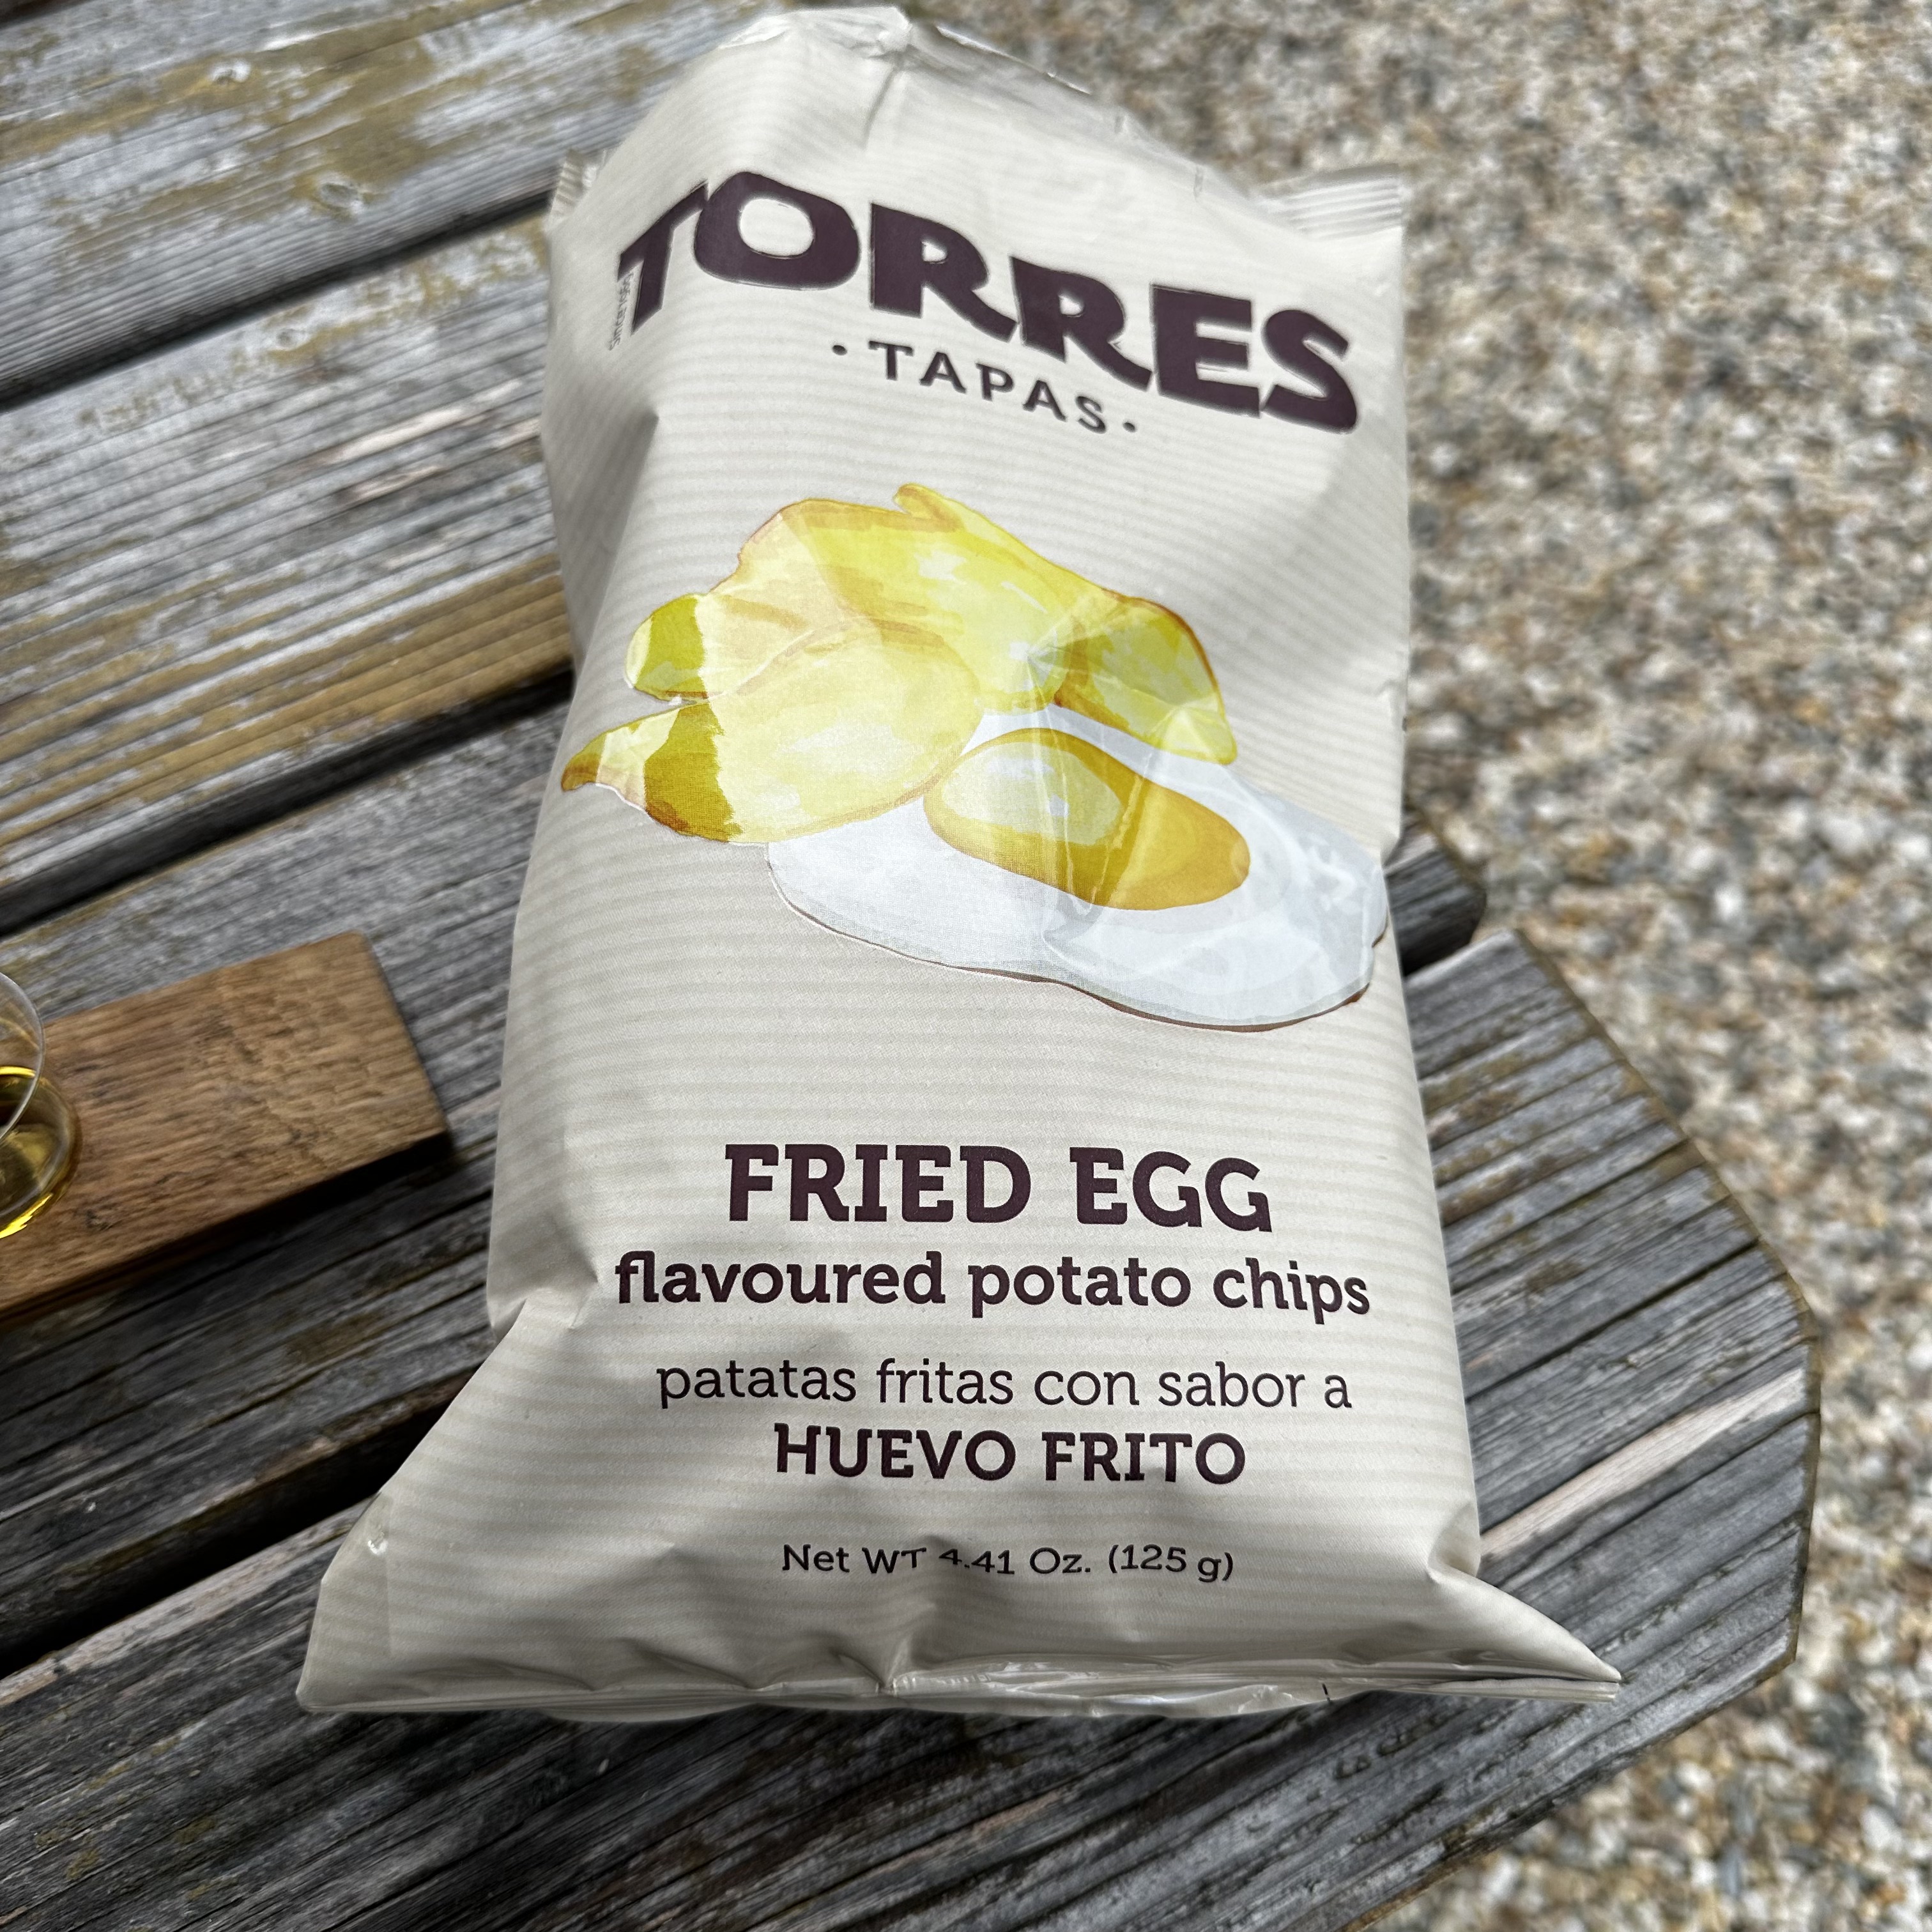 TORRES
· TAPAS ·
FRIED EGG
flavoured potato chips
patatas fritas con sabor a
HUEVO FRITO
Net WT 4.41 Oz. (125 g)